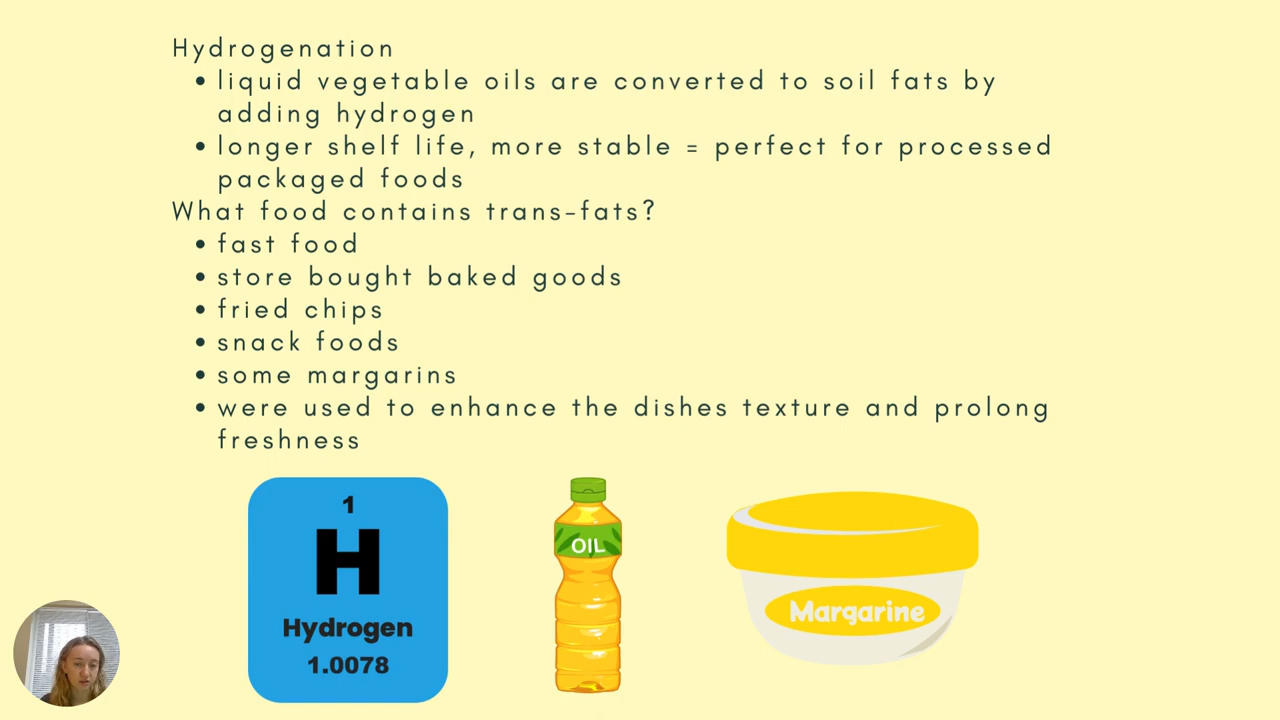 Hydrogenation
• liquid vegetable oils are converted to soil fats by
adding hydrogen
• longer shelf life, more stable = perfect for processed
packaged foods
What food contains trans-fats?
• fast food
• store bought baked goods
• fried chips
• snack foods
• some margarins
• were used to enhance the dishes texture and prolong
freshness
1
H
Hydrogen
1.0078
OIL
Margarine